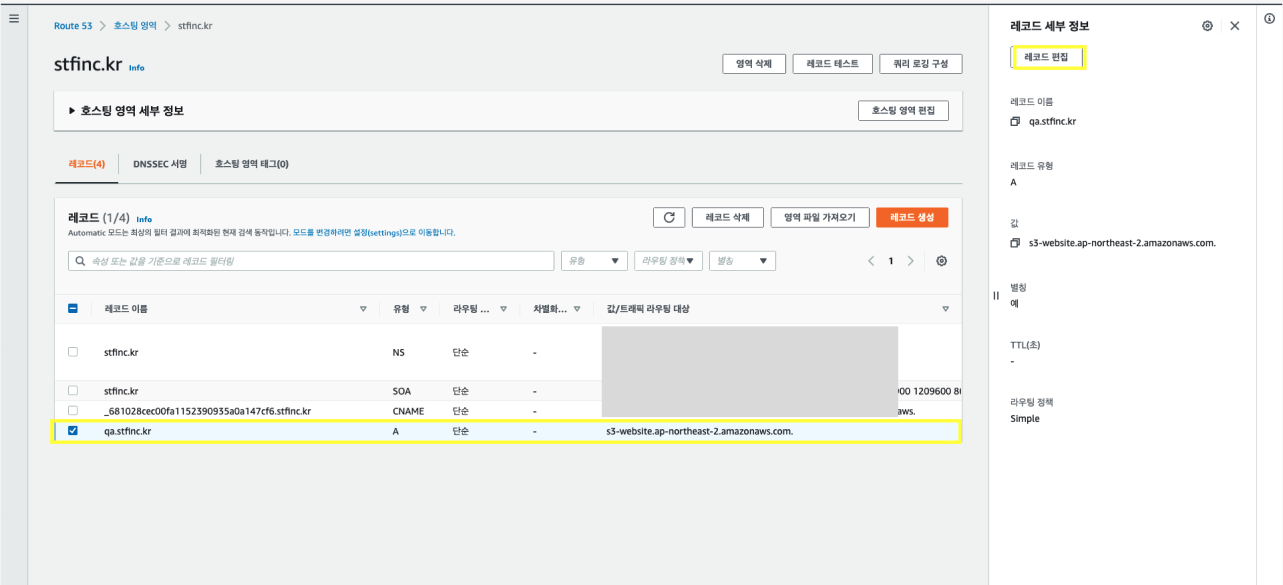 Route 53 > 호스팅 영역 > stfinc.kr
stfinc.kr Info
영역 삭제
레코드 테스트
쿼리 로깅 구성
▶ 호스팅 영역 세부 정보
호스팅 영역 편집
레코드(4)
DNSSEC 서명
호스팅 영역 태그(0)
레코드 (1/4) Info
레코드 삭제
영역 파일 가져오기
레코드 생성
Automatic 모드는 최상의 필터 결과에 최적화된 현재 검색 동작입니다. 모드를 변경하려면 설정(settings)으로 이동합니다.
속성 또는 값을 기준으로 레코드 필터링
유형
라우팅 정책
별칭
< 1 >
레코드 이름 유형 라우팅 ... 차별화... 값/트래픽 라우팅 대상
stfinc.kr NS 단순 -
stfinc.kr SOA 단순 - 00 1209600 86
_681028cec00fa1152390935a0a147cf6.stfinc.kr CNAME 단순 - aws.
qa.stfinc.kr A 단순 - s3-website.ap-northeast-2.amazonaws.com.
레코드 세부 정보
레코드 편집
레코드 이름
qa.stfinc.kr
레코드 유형
A
값
s3-website.ap-northeast-2.amazonaws.com.
별칭
예
TTL(초)
-
라우팅 정책
Simple